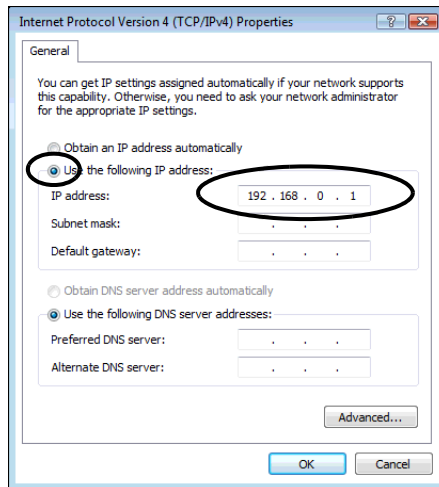 Internet Protocol Version 4 (TCP/IPv4) Properties
General
You can get IP settings assigned automatically if your network supports
this capability. Otherwise, you need to ask your network administrator
for the appropriate IP settings.
Obtain an IP address automatically
Use the following IP address:
IP address: 192 . 168 . 0 . 1
Subnet mask: . . .
Default gateway: . . .
Obtain DNS server address automatically
Use the following DNS server addresses:
Preferred DNS server: . . .
Alternate DNS server: . . .
Advanced...
OK Cancel